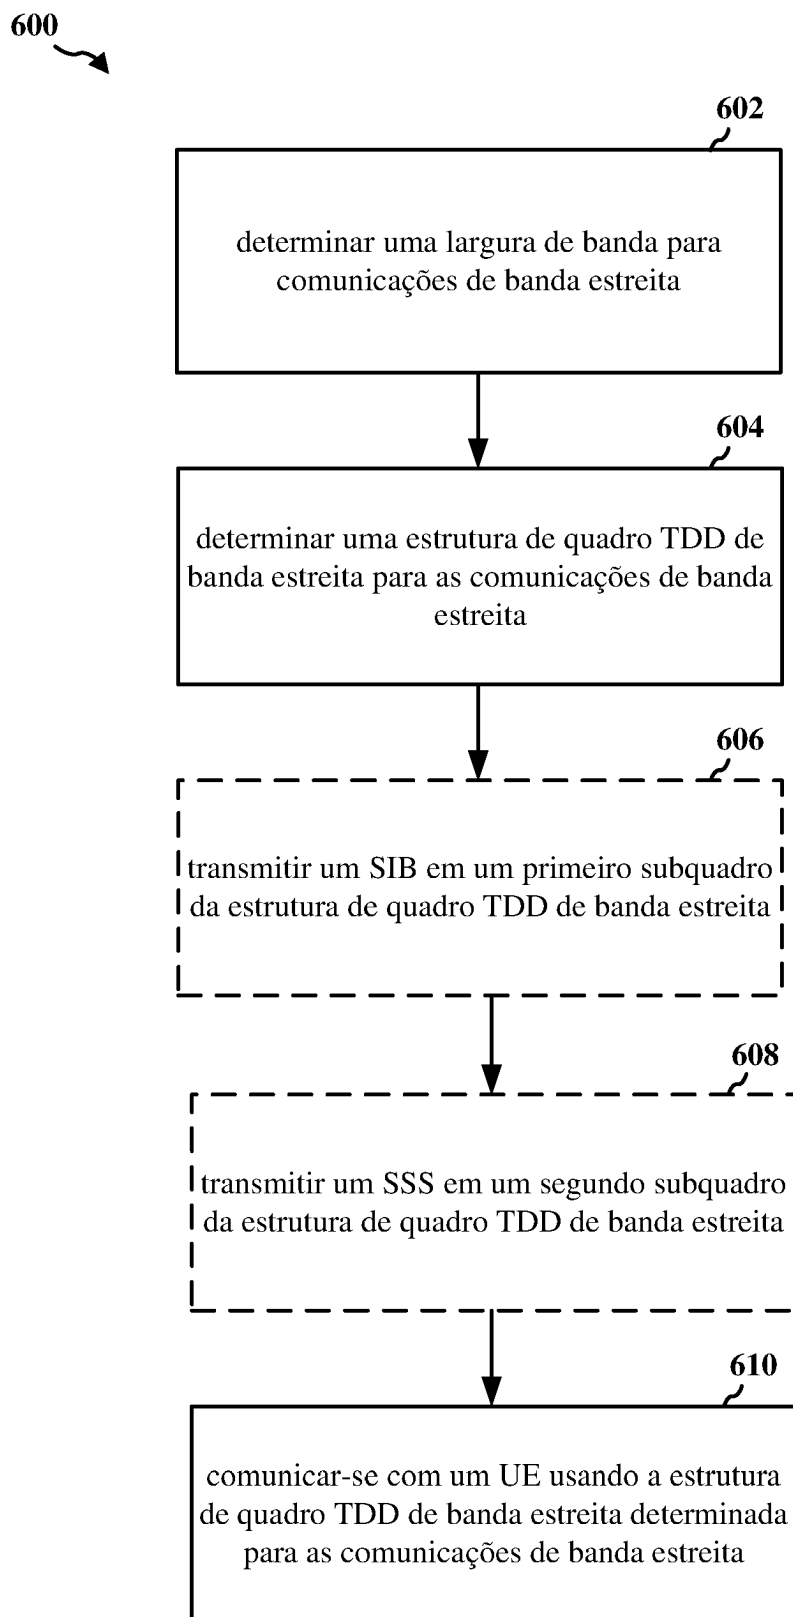 600
602
determinar uma largura de banda para
comunicações de banda estreita
604
determinar uma estrutura de quadro TDD de
banda estreita para as comunicações de banda
estreita
606
transmitir um SIB em um primeiro subquadro
da estrutura de quadro TDD de banda estreita
608
transmitir um SSS em um segundo subquadro
da estrutura de quadro TDD de banda estreita
610
comunicar-se com um UE usando a estrutura
de quadro TDD de banda estreita determinada
para as comunicações de banda estreita